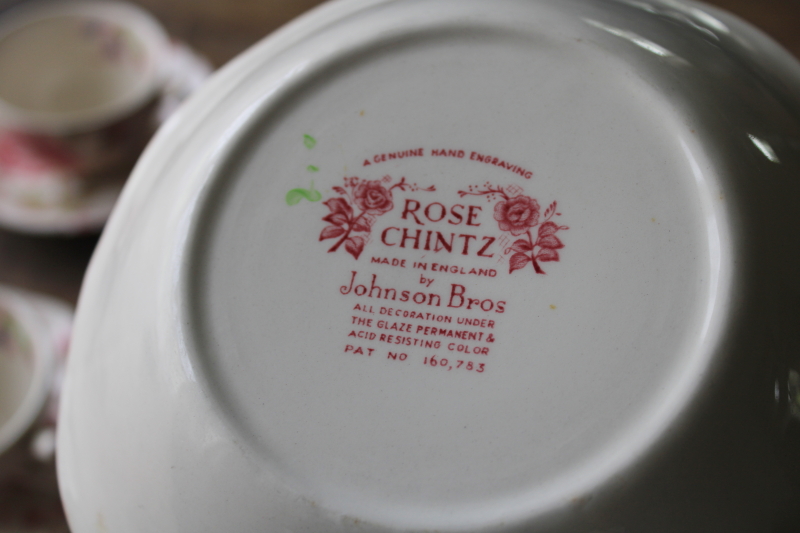 A GENUINE HAND ENGRAVING
ROSE
CHINTZ
MADE IN ENGLAND
by
Johnson Bros
ALL DECORATION UNDER
THE GLAZE PERMANENT &
ACID RESISTING COLOR
PAT NO 160,783